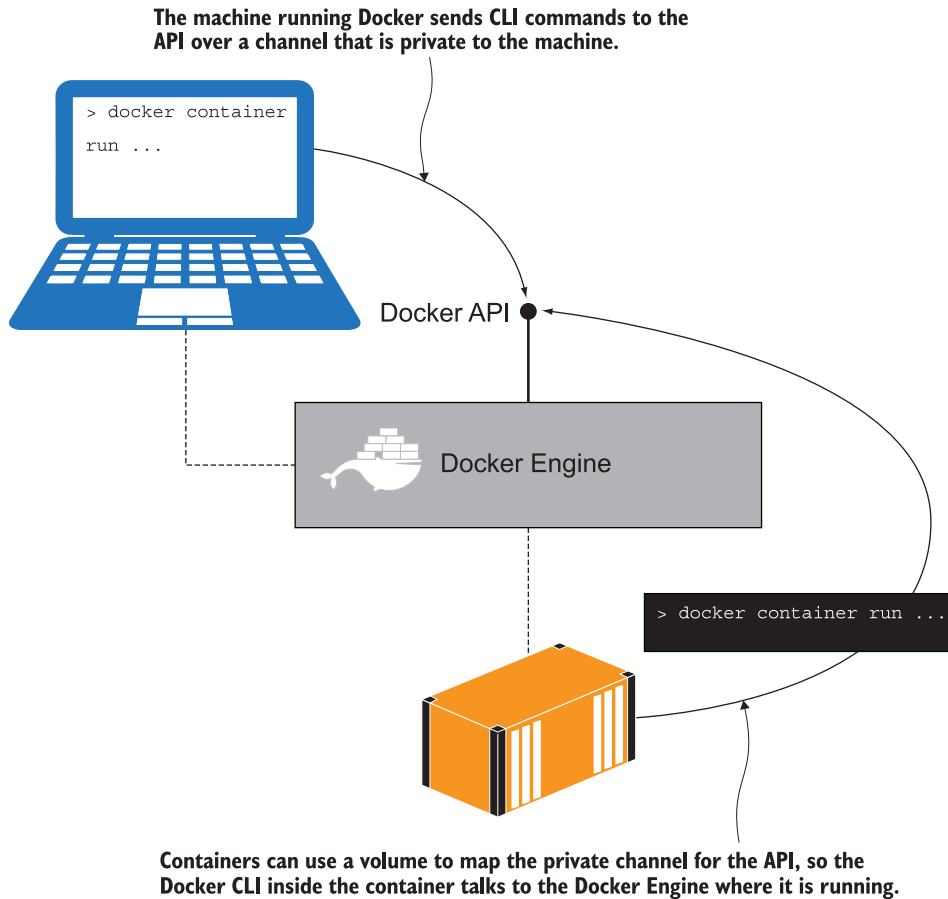 The machine running Docker sends CLI commands to the
API over a channel that is private to the machine.
> docker container
run ...
Docker API
Docker Engine
> docker container run ...
Containers can use a volume to map the private channel for the API, so the
Docker CLI inside the container talks to the Docker Engine where it is running.